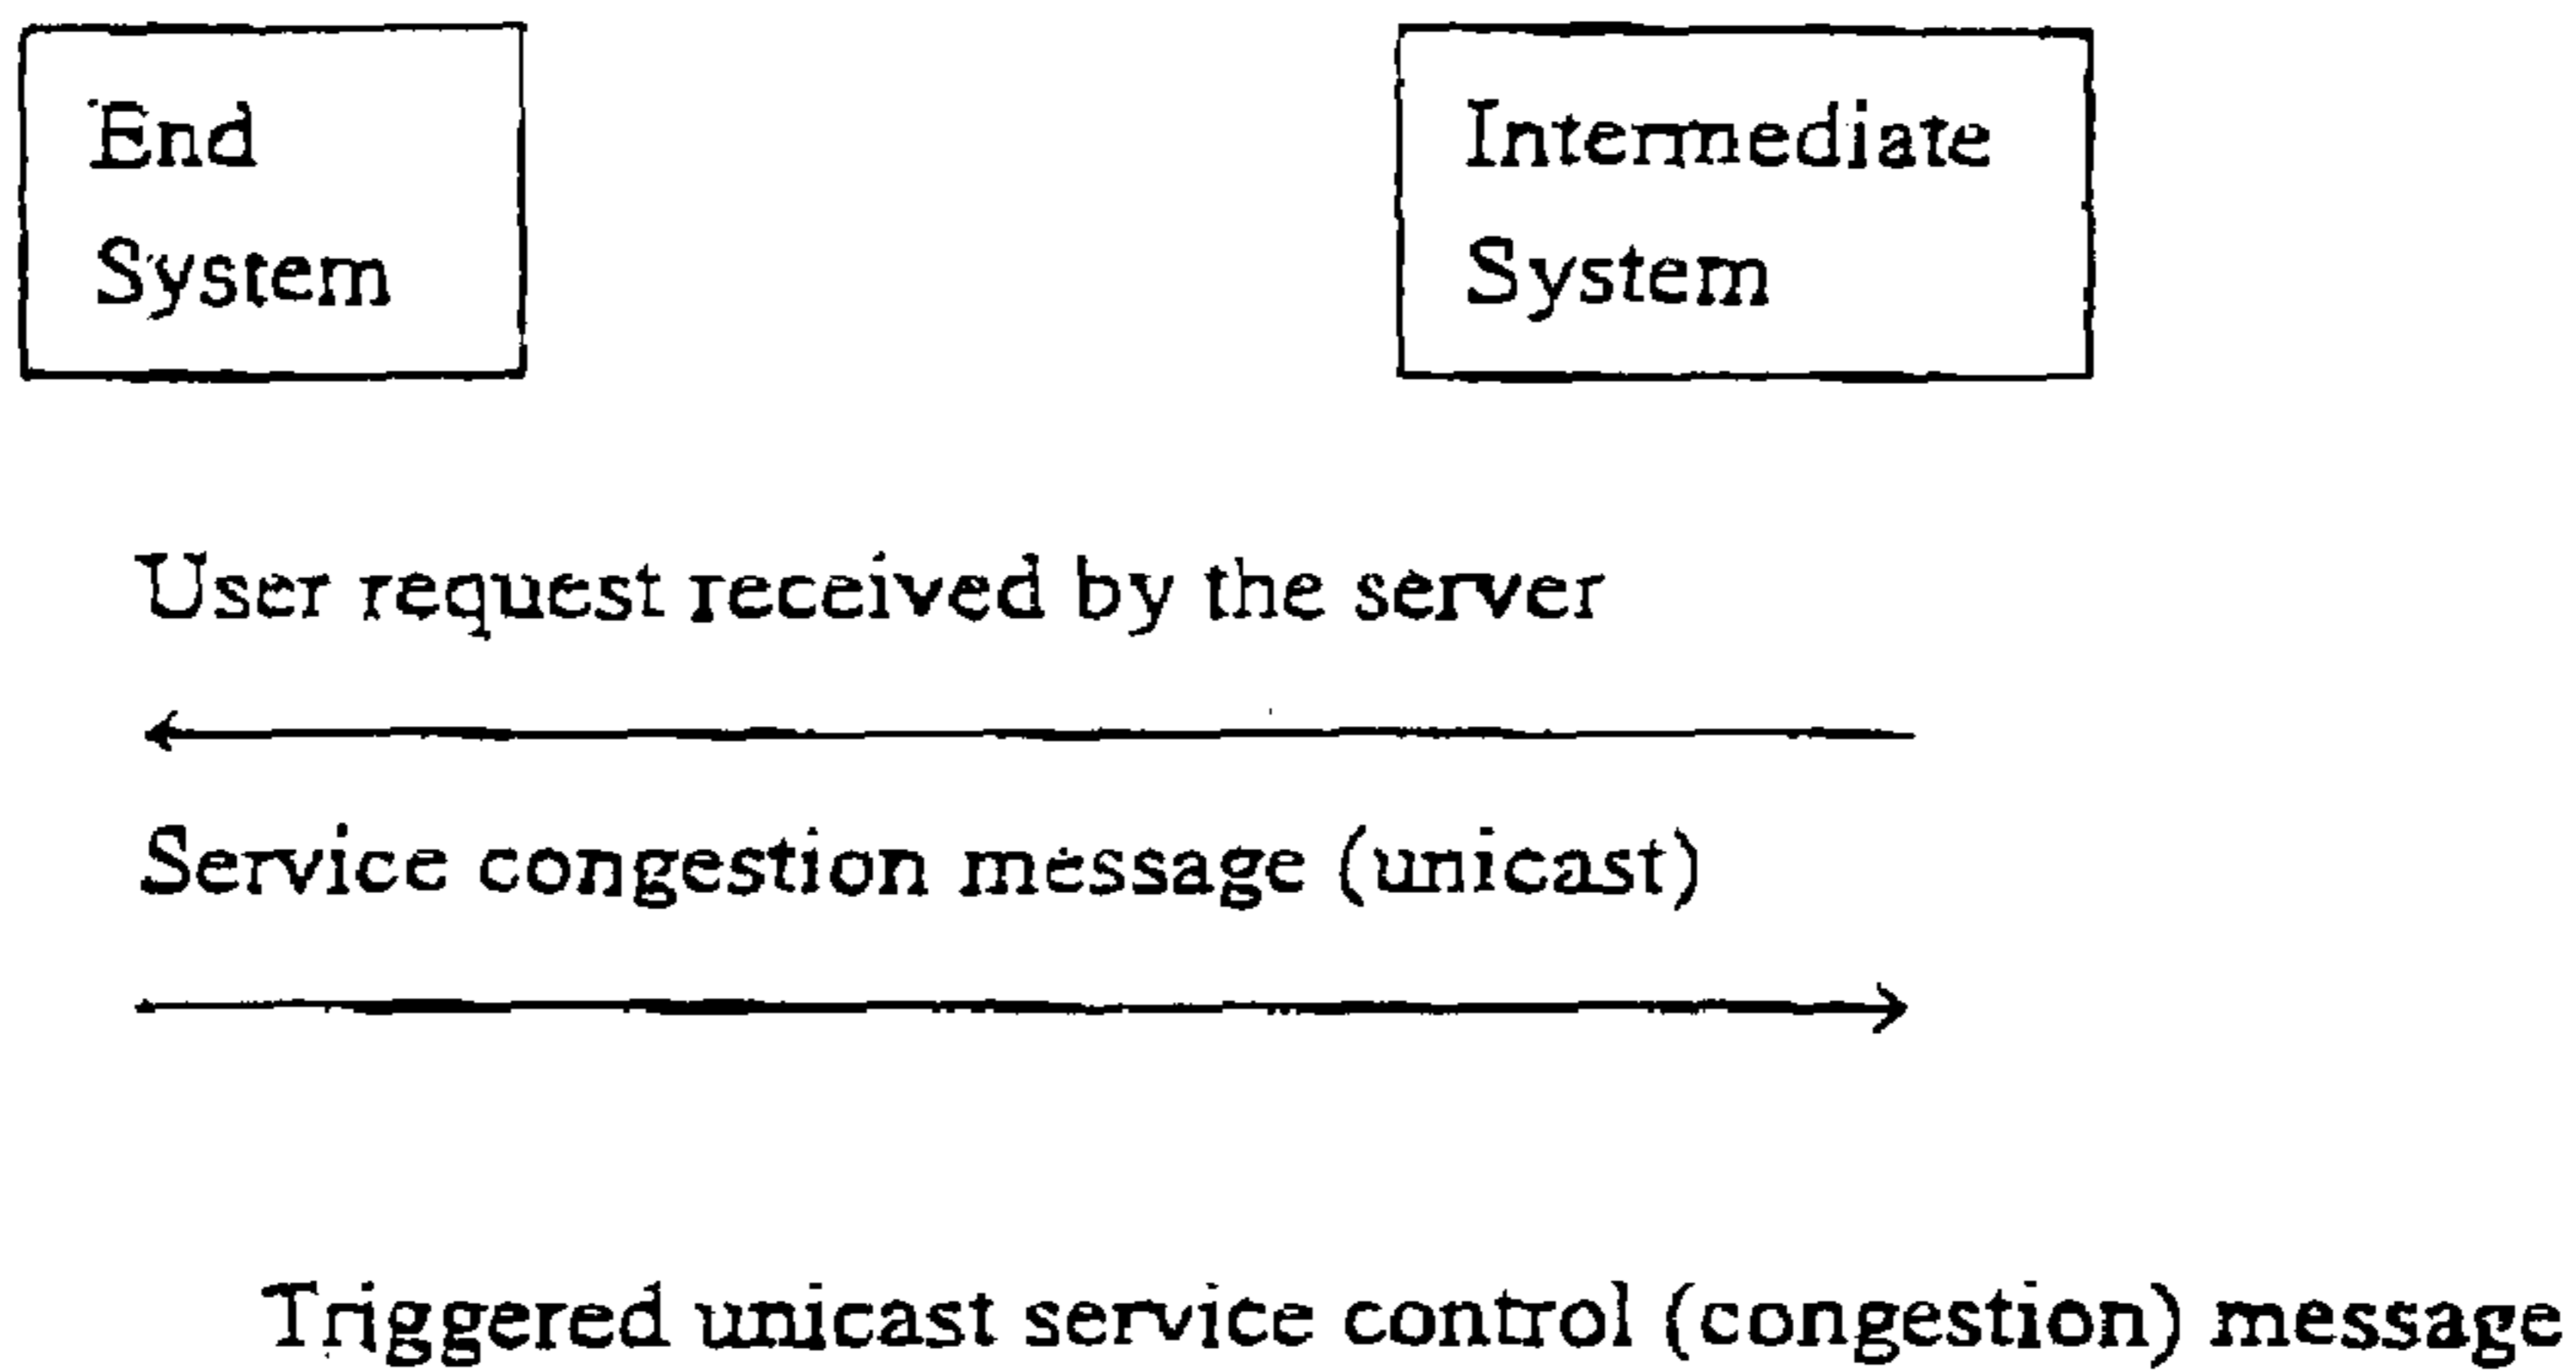 End
System
Intermediate
System
User request received by the server
Service congestion message (unicast)
Triggered unicast service control (congestion) message